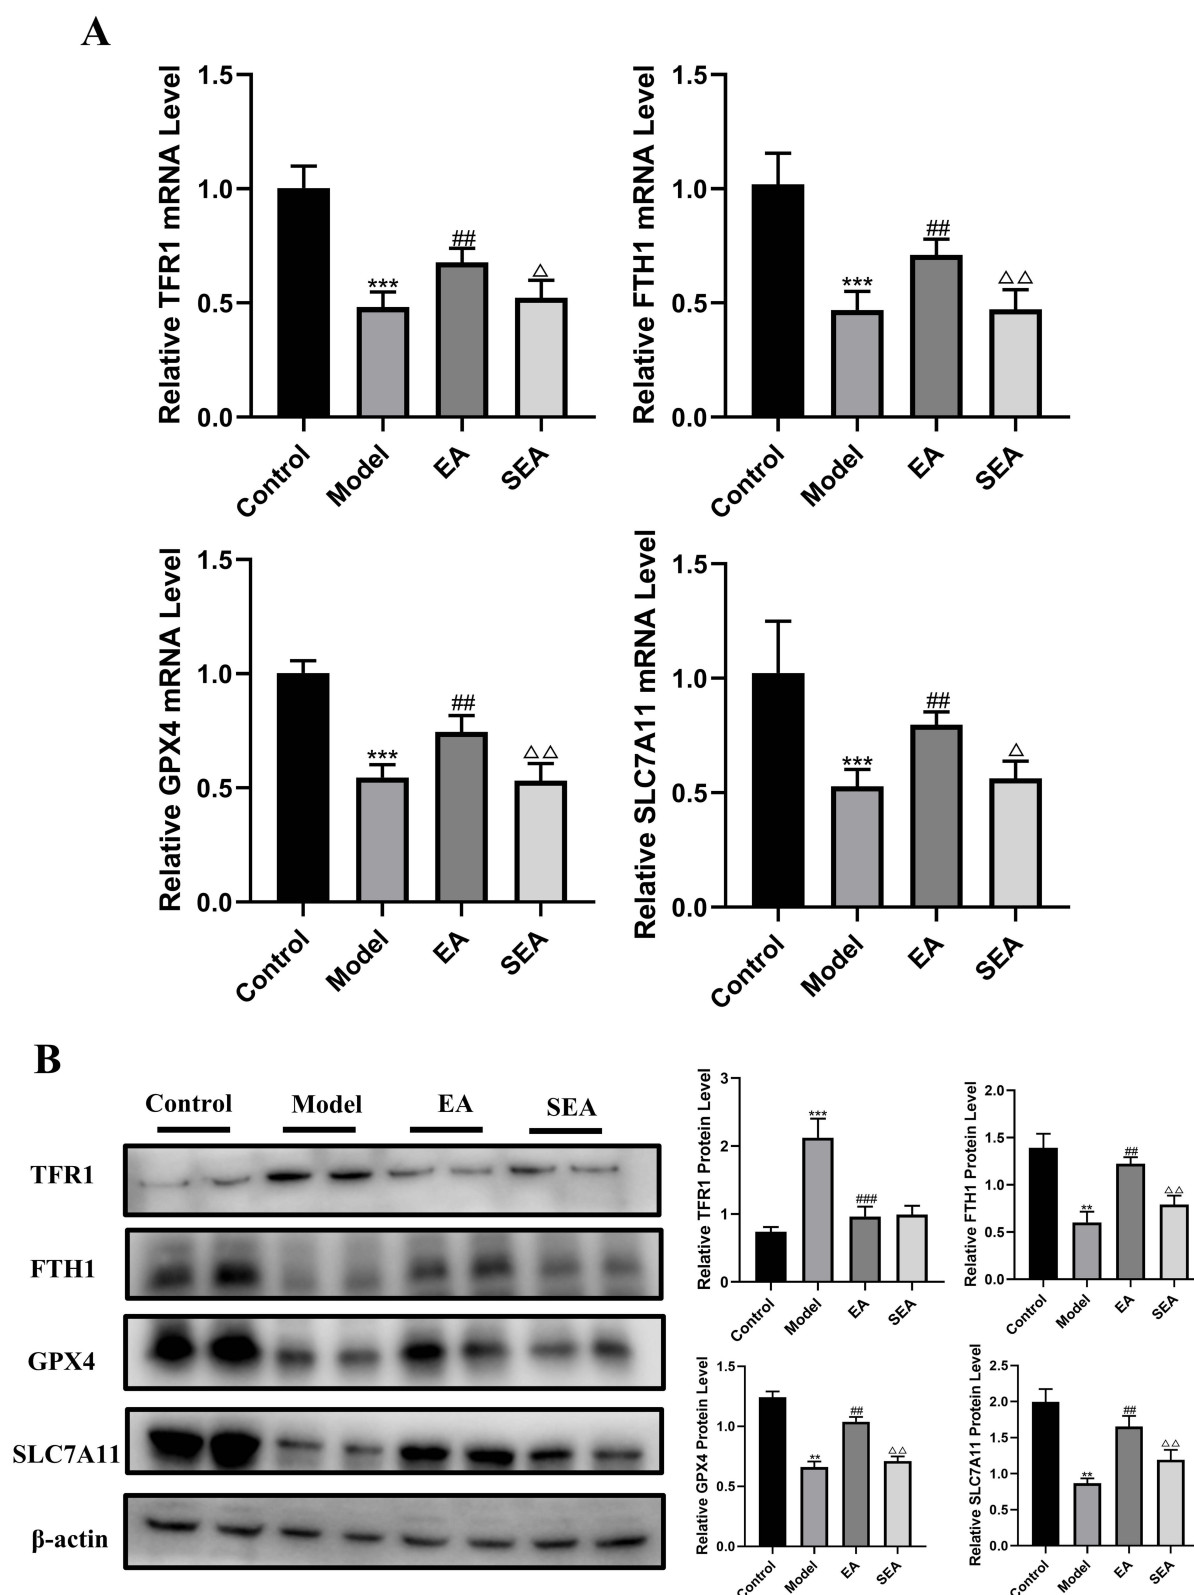 A
Relative TFR1 mRNA Level
1.5
1.0
0.5
0.0
***
##
△
Control
Model
EA
SEA
Relative FTH1 mRNA Level
1.5
1.0
0.5
0.0
***
##
△△
Control
Model
EA
SEA
Relative GPX4 mRNA Level
1.5
1.0
0.5
0.0
***
##
△△
Control
Model
EA
SEA
Relative SLC7A11 mRNA Level
1.5
1.0
0.5
0.0
***
##
△
Control
Model
EA
SEA
B
Control Model EA SEA
TFR1
FTH1
GPX4
SLC7A11
β-actin
Relative TFR1 Protein Level
3
2
1
0
***
###
Control
Model
EA
SEA
Relative FTH1 Protein Level
2.0
1.5
1.0
0.5
0.0
**
##
△△
Control
Model
EA
SEA
Relative GPX4 Protein Level
1.5
1.0
0.5
0.0
**
##
△△
Control
Model
EA
SEA
Relative SLC7A11 Protein Level
2.5
2.0
1.5
1.0
0.5
0.0
**
##
△△
Control
Model
EA
SEA